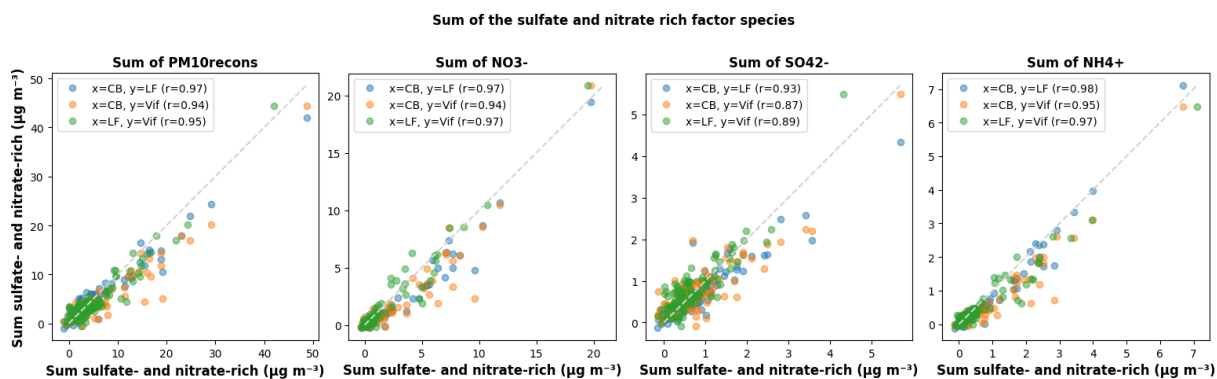 Sum of the sulfate and nitrate rich factor species
Sum sulfate- and nitrate-rich (µg m⁻³)
Sum of PM10recons
x=CB, y=LF (r=0.97)
x=CB, y=Vif (r=0.94)
x=LF, y=Vif (r=0.95)
50
40
30
20
10
0
0 10 20 30 40 50
Sum sulfate- and nitrate-rich (µg m⁻³)
Sum of NO3-
x=CB, y=LF (r=0.97)
x=CB, y=Vif (r=0.94)
x=LF, y=Vif (r=0.97)
20
15
10
5
0
0 5 10 15 20
Sum sulfate- and nitrate-rich (µg m⁻³)
Sum of SO42-
x=CB, y=LF (r=0.93)
x=CB, y=Vif (r=0.87)
x=LF, y=Vif (r=0.89)
5
4
3
2
1
0
0 1 2 3 4 5
Sum sulfate- and nitrate-rich (µg m⁻³)
Sum of NH4+
x=CB, y=LF (r=0.98)
x=CB, y=Vif (r=0.95)
x=LF, y=Vif (r=0.97)
7
6
5
4
3
2
1
0
0 1 2 3 4 5 6 7
Sum sulfate- and nitrate-rich (µg m⁻³)